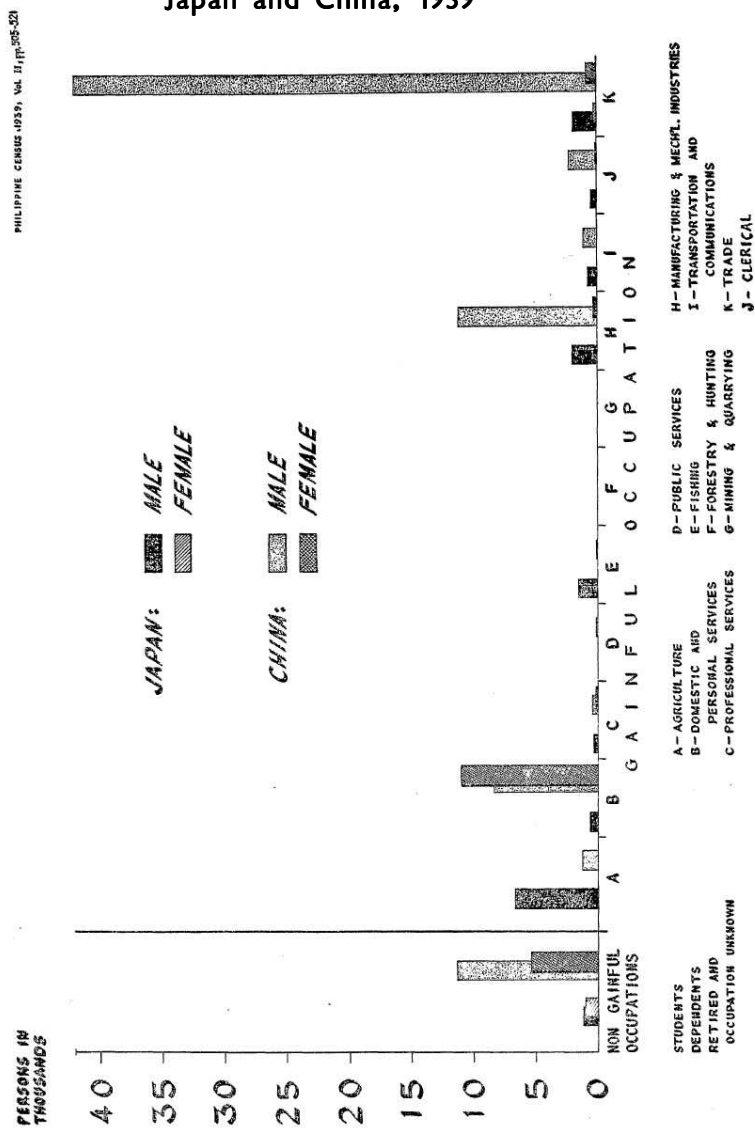 Japan and China, 1939
PHILIPPINE CENSUS :1939, Vol. II, pp. 505-521
PERSONS IN
THOUSANDS
40
35
30
25
20
15
10
5
0
JAPAN:
MALE
FEMALE
CHINA:
MALE
FEMALE
NON GAINFUL
OCCUPATIONS
A B C D E F G H I J K
GAINFUL OCCUPATION
STUDENTS
DEPENDENTS
RETIRED AND
OCCUPATION UNKNOWN
A-AGRICULTURE
B-DOMESTIC AND
PERSONAL SERVICES
C-PROFESSIONAL SERVICES
D-PUBLIC SERVICES
E-FISHING
F-FORESTRY & HUNTING
G-MINING & QUARRYING
H-MANUFACTURING & MECH'L. INDUSTRIES
I-TRANSPORTATION AND
COMMUNICATIONS
K-TRADE
J-CLERICAL